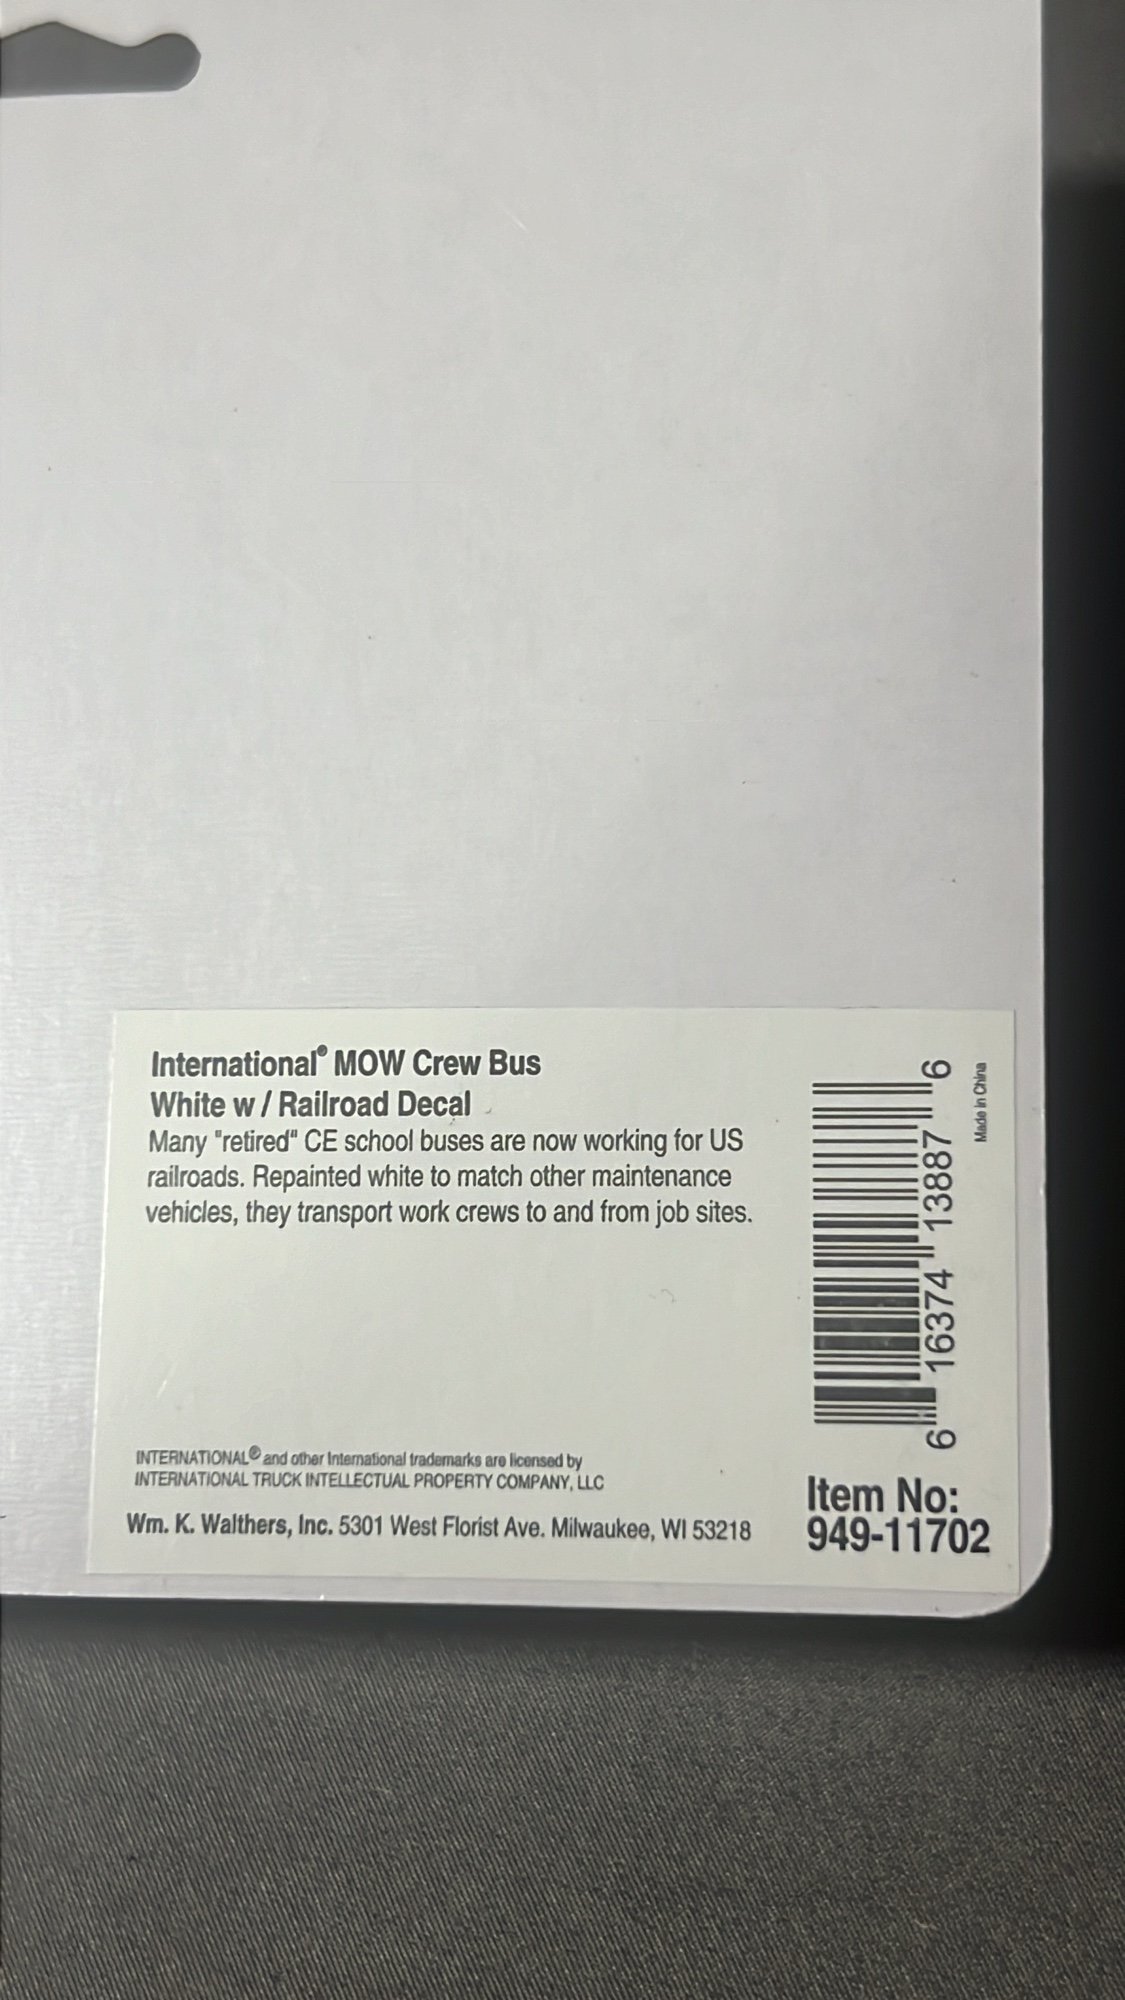 International® MOW Crew Bus
White w / Railroad Decal
Many "retired" CE school buses are now working for US
railroads. Repainted white to match other maintenance
vehicles, they transport work crews to and from job sites.
INTERNATIONAL® and other International trademarks are licensed by
INTERNATIONAL TRUCK INTELLECTUAL PROPERTY COMPANY, LLC
Wm. K. Walthers, Inc. 5301 West Florist Ave. Milwaukee, WI 53218
6 16374 13887 6
Made in China
Item No:
949-11702